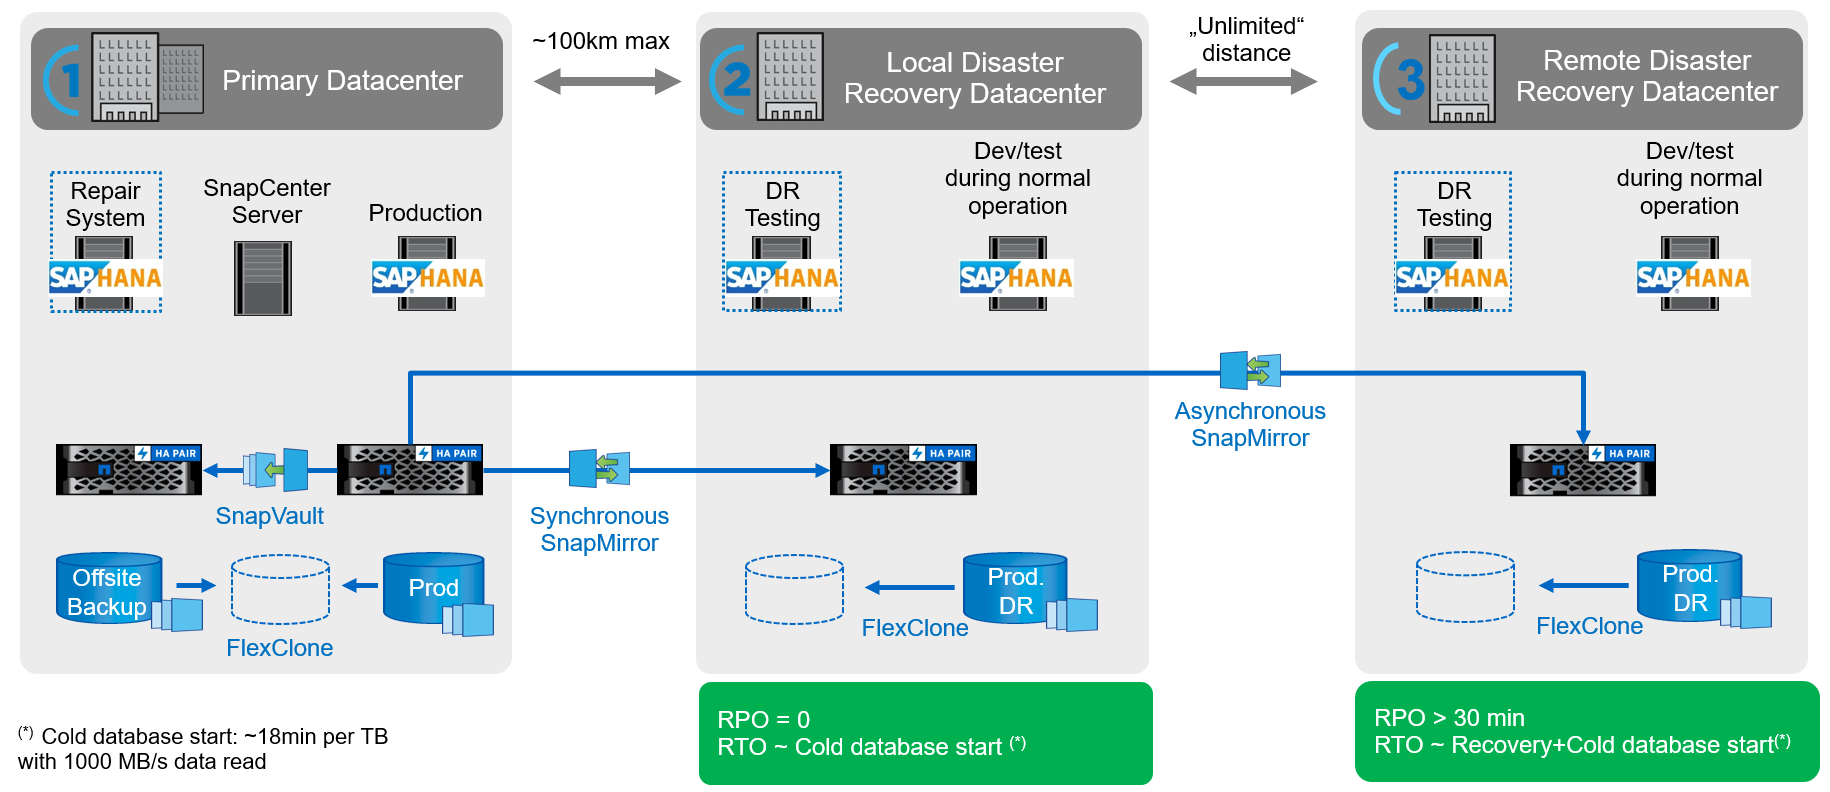 1
Primary Datacenter
~100km max
2
Local Disaster
Recovery Datacenter
„Unlimited“
distance
3
Remote Disaster
Recovery Datacenter
Repair
System
SAP HANA
SnapCenter
Server
Production
SAP HANA
DR
Testing
SAP HANA
Dev/test
during normal
operation
SAP HANA
DR
Testing
SAP HANA
Dev/test
during normal
operation
SAP HANA
Asynchronous
SnapMirror
HA PAIR
SnapVault
HA PAIR
Synchronous
SnapMirror
HA PAIR
HA PAIR
Offsite
Backup
FlexClone
Prod
FlexClone
Prod.
DR
FlexClone
Prod.
DR
(*) Cold database start: ~18min per TB
with 1000 MB/s data read
RPO = 0
RTO ~ Cold database start (*)
RPO > 30 min
RTO ~ Recovery+Cold database start(*)